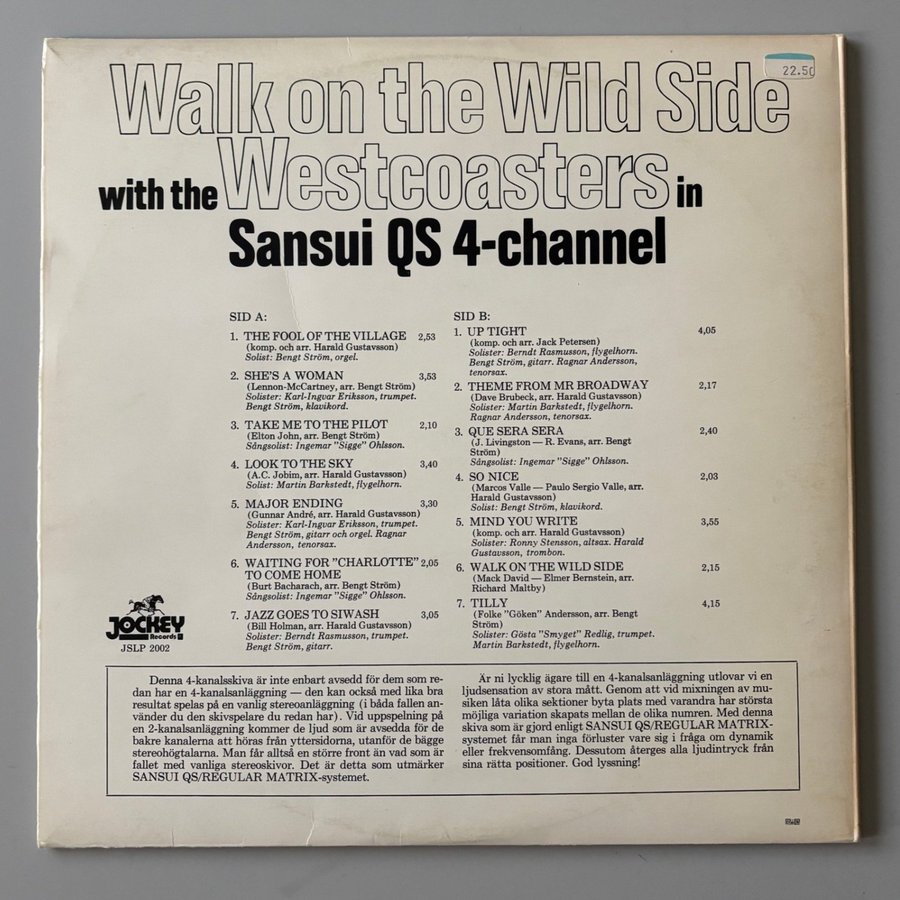 Walk on the Wild Side
22.50
with the Westcoasters in
Sansui QS 4-channel
SID A:
1. THE FOOL OF THE VILLAGE 2,53
(komp. och arr. Harald Gustavsson)
Solist: Bengt Ström, orgel.
2. SHE'S A WOMAN 3,53
(Lennon-McCartney, arr. Bengt Ström)
Solister: Karl-Ingvar Eriksson, trumpet.
Bengt Ström, klavikord.
3. TAKE ME TO THE PILOT 2,10
(Elton John, arr. Bengt Ström)
Sångsolist: Ingemar "Sigge" Ohlsson.
4. LOOK TO THE SKY 3,40
(A.C. Jobim, arr. Harald Gustavsson)
Solist: Martin Barkstedt, flygelhorn.
5. MAJOR ENDING 3,30
(Gunnar André, arr. Harald Gustavsson)
Solister: Karl-Ingvar Eriksson, trumpet.
Bengt Ström, gitarr och orgel. Ragnar
Andersson, tenorsax.
6. WAITING FOR "CHARLOTTE" 2,05
TO COME HOME
(Burt Bacharach, arr. Bengt Ström)
Sångsolist: Ingemar "Sigge" Ohlsson.
7. JAZZ GOES TO SIWASH 3,05
(Bill Holman, arr. Harald Gustavsson)
Solister: Berndt Rasmusson, trumpet.
Bengt Ström, gitarr.
SID B:
1. UP TIGHT 4,05
(komp. och arr. Jack Petersen)
Solister: Berndt Rasmusson, flygelhorn.
Bengt Ström, gitarr. Ragnar Andersson,
tenorsax.
2. THEME FROM MR BROADWAY 2,17
(Dave Brubeck, arr. Harald Gustavsson)
Solister: Martin Barkstedt, flygelhorn.
Ragnar Andersson, tenorsax.
3. QUE SERA SERA 2,40
(J. Livingston — R. Evans, arr. Bengt
Ström)
Sångsolist: Ingemar "Sigge" Ohlsson.
4. SO NICE 2,03
(Marcos Valle — Paulo Sergio Valle, arr.
Harald Gustavsson)
Solist: Bengt Ström, klavikord.
5. MIND YOU WRITE 3,55
(komp. och arr. Harald Gustavsson)
Solister: Ronny Stensson, altsax. Harald
Gustavsson, trombon.
6. WALK ON THE WILD SIDE 2,15
(Mack David — Elmer Bernstein, arr.
Richard Maltby)
7. TILLY 4,15
(Folke "Göken" Andersson, arr. Bengt
Ström)
Solister: Gösta "Smyget" Redlig, trumpet.
Martin Barkstedt, flygelhorn.
JOCKEY
Records
JSLP 2002
Denna 4-kanalsskiva är inte enbart avsedd för dem som re-
dan har en 4-kanalsanläggning — den kan också med lika bra
resultat spelas på en vanlig stereoanläggning (i båda fallen an-
vänder du den skivspelare du redan har). Vid uppspelning på
en 2-kanalsanläggning kommer de ljud som är avsedda för de
bakre kanalerna att höras från yttersidorna, utanför de bägge
stereohögtalarna. Man får alltså en större front än vad som är
fallet med vanliga stereoskivor. Det är detta som utmärker
SANSUI QS/REGULAR MATRIX-systemet.
Är ni lycklig ägare till en 4-kanalsanläggning utlovar vi en
ljudsensation av stora mått. Genom att vid mixningen av mu-
siken låta olika sektioner byta plats med varandra har största
möjliga variation skapats mellan de olika numren. Med denna
skiva som är gjord enligt SANSUI QS/REGULAR MATRIX-
systemet får man inga förluster vare sig i fråga om dynamik
eller frekvensomfång. Dessutom återges alla ljudintryck från
sina rätta positioner. God lyssning!